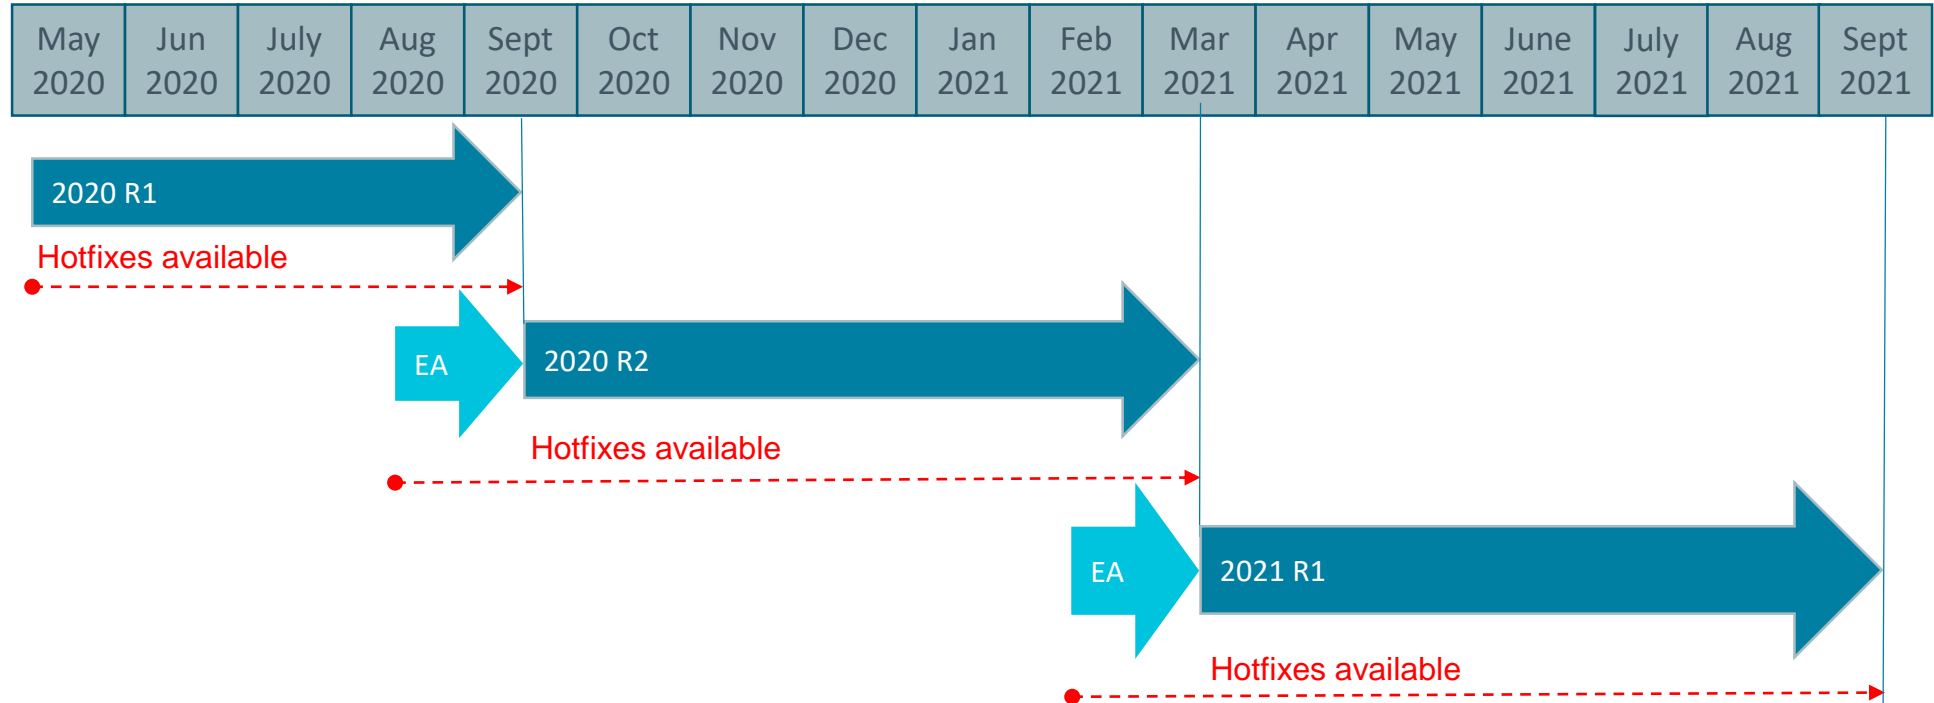 May Jun July Aug Sept Oct Nov Dec Jan Feb Mar Apr May June July Aug Sept
2020 2020 2020 2020 2020 2020 2020 2020 2021 2021 2021 2021 2021 2021 2021 2021 2021
2020 R1
Hotfixes available
EA
2020 R2
Hotfixes available
EA
2021 R1
Hotfixes available